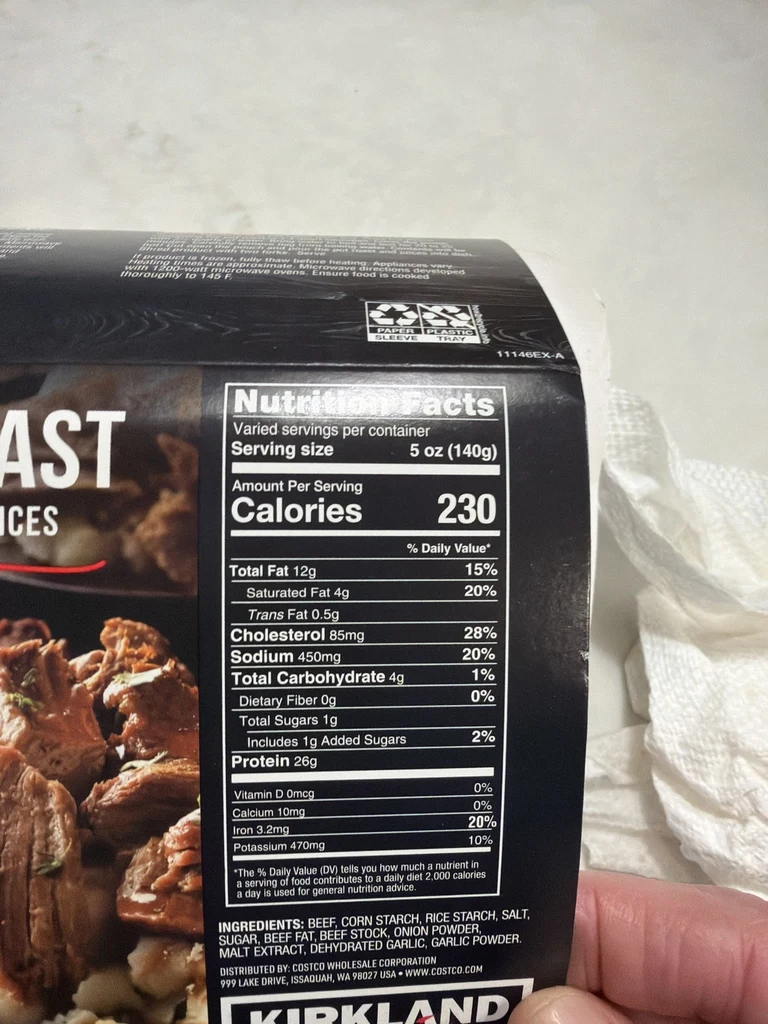 Shred product with two forks. Serve
If product is frozen, fully thaw before heating. Appliances vary.
Heating times are approximate. Microwave directions developed
with 1200-watt microwave ovens. Ensure food is cooked
thoroughly to 145 F.
PAPER PLASTIC
SLEEVE TRAY
11146EX-A
AST
ICES
Nutrition Facts
Varied servings per container
Serving size 5 oz (140g)
Amount Per Serving
Calories 230
% Daily Value*
Total Fat 12g 15%
Saturated Fat 4g 20%
Trans Fat 0.5g
Cholesterol 85mg 28%
Sodium 450mg 20%
Total Carbohydrate 4g 1%
Dietary Fiber 0g 0%
Total Sugars 1g
Includes 1g Added Sugars 2%
Protein 26g
Vitamin D 0mcg 0%
Calcium 10mg 0%
Iron 3.2mg 20%
Potassium 470mg 10%
*The % Daily Value (DV) tells you how much a nutrient in
a serving of food contributes to a daily diet 2,000 calories
a day is used for general nutrition advice.
INGREDIENTS: BEEF, CORN STARCH, RICE STARCH, SALT,
SUGAR, BEEF FAT, BEEF STOCK, ONION POWDER,
MALT EXTRACT, DEHYDRATED GARLIC, GARLIC POWDER.
DISTRIBUTED BY: COSTCO WHOLESALE CORPORATION
999 LAKE DRIVE, ISSAQUAH, WA 98027 USA • WWW.COSTCO.COM
KIRKLAND